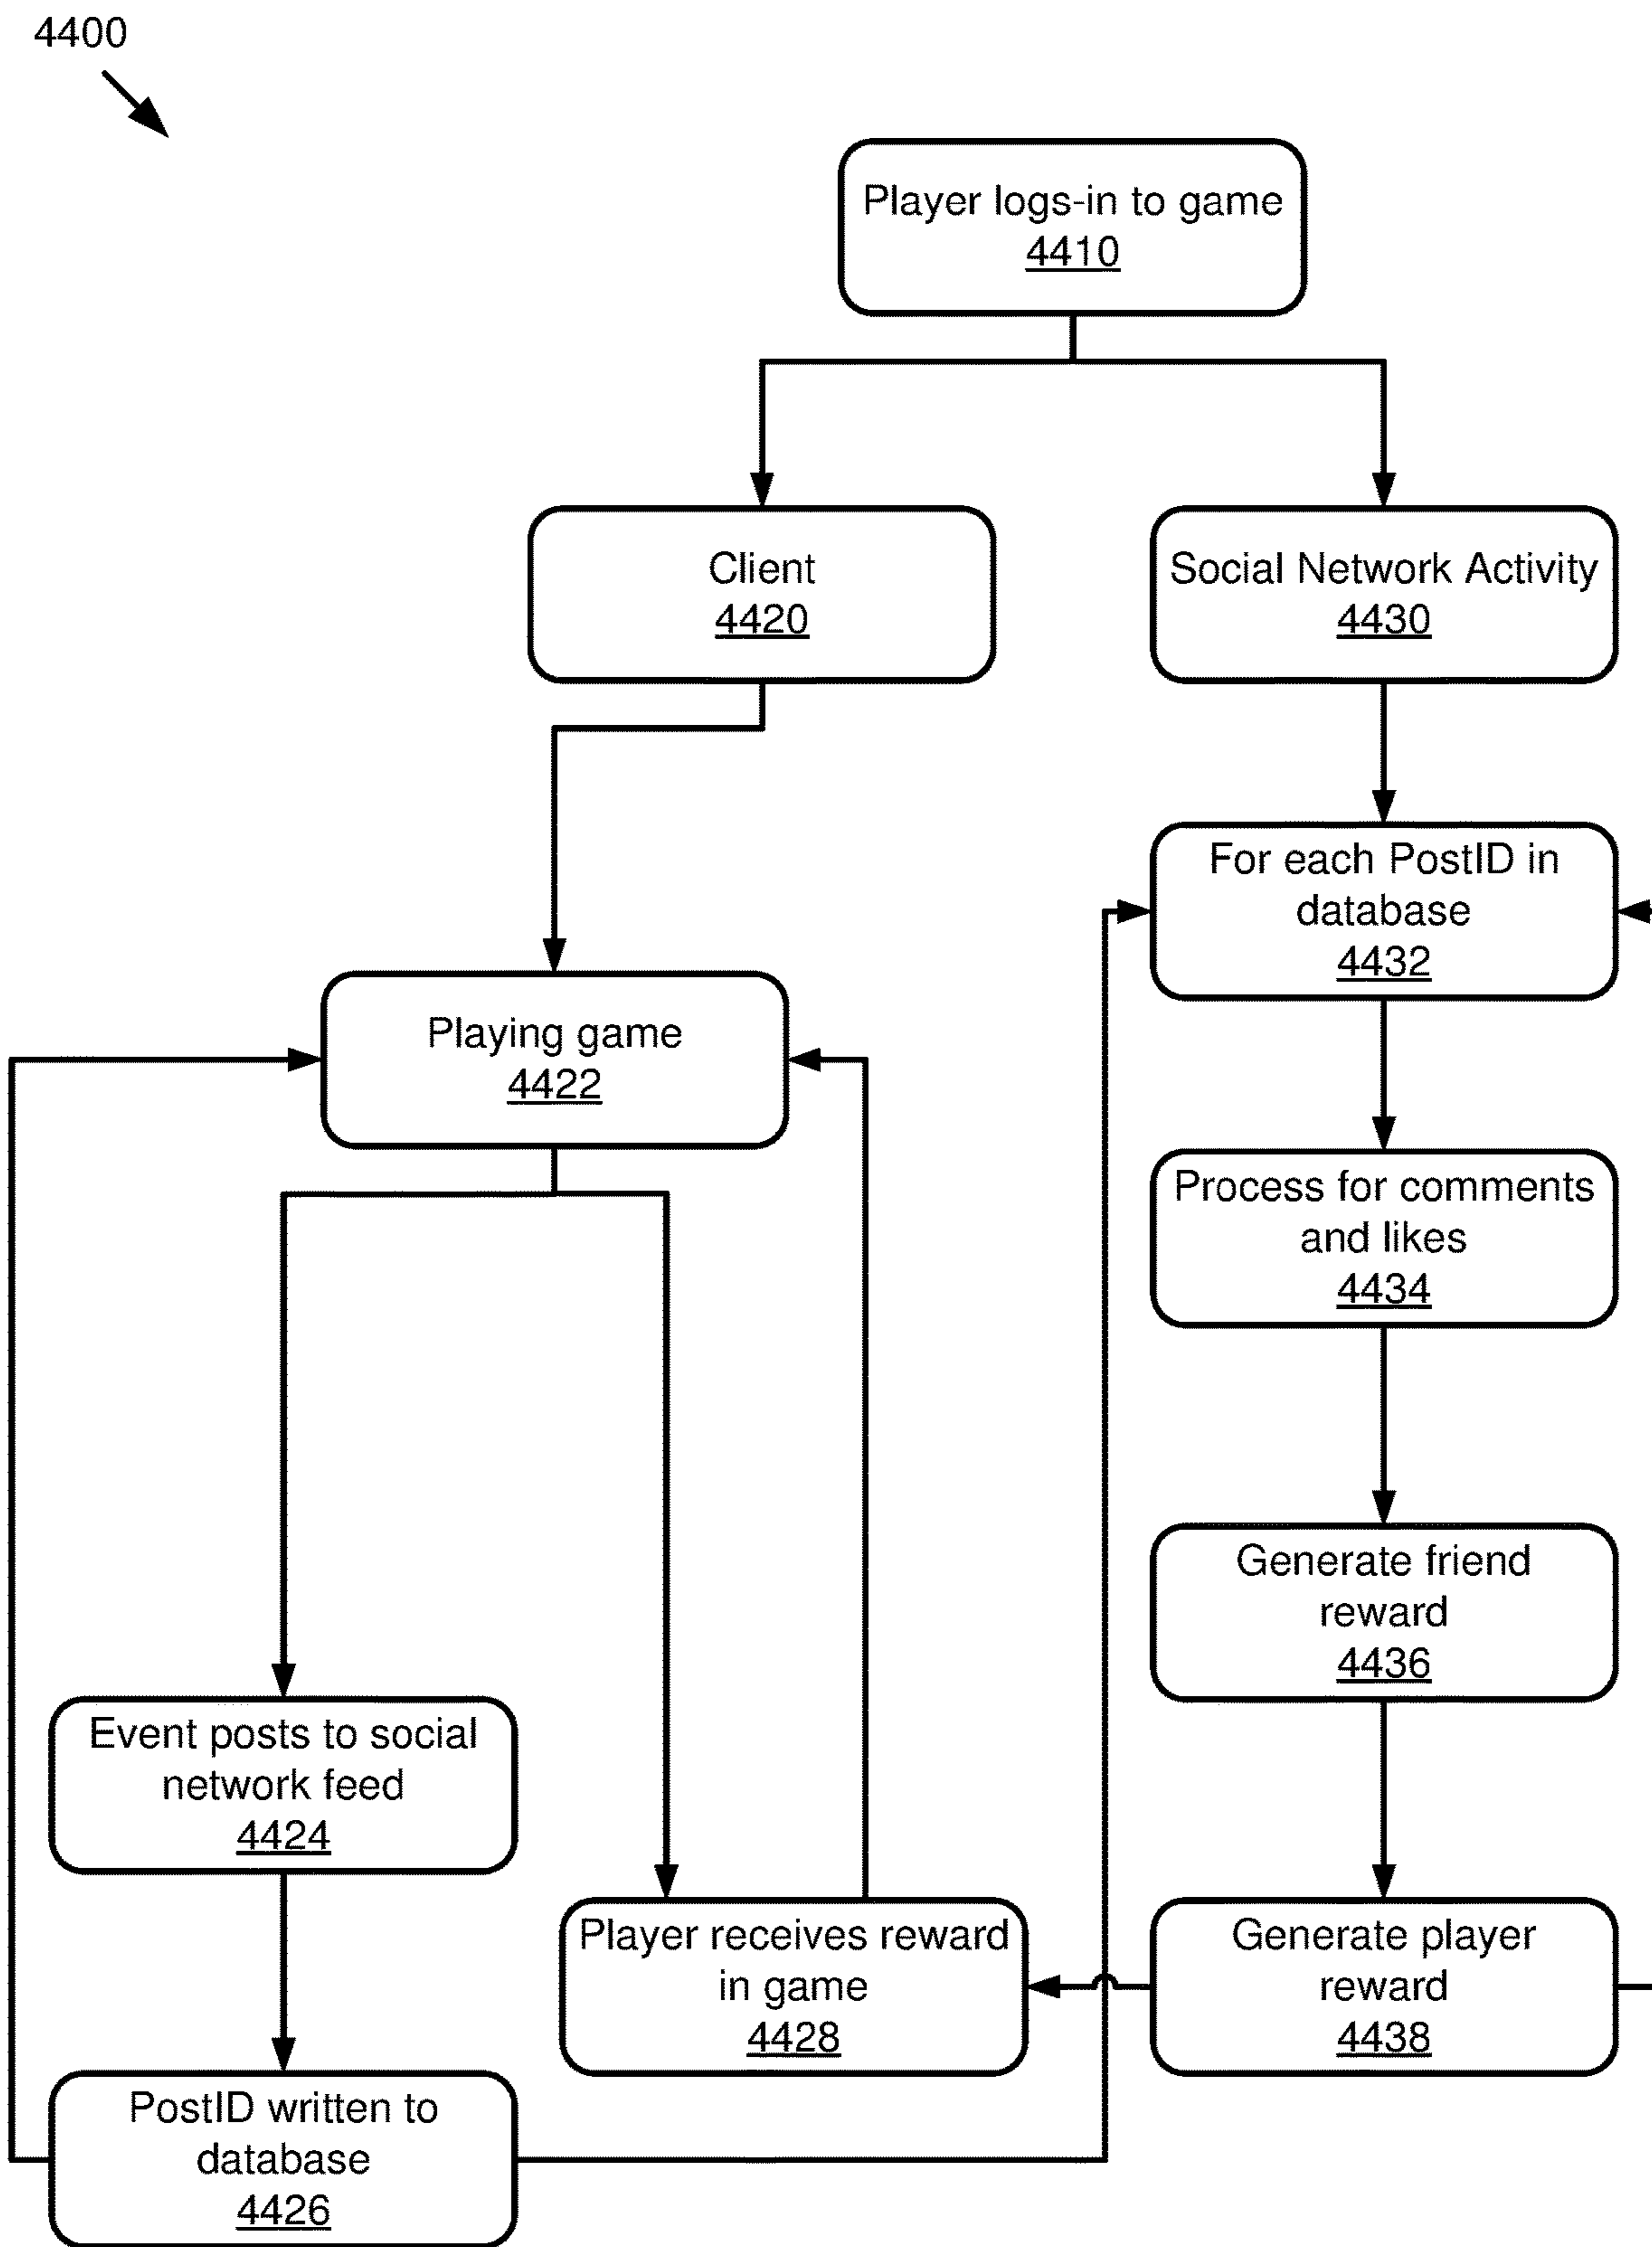 4400
Player logs-in to game
4410
Client
4420
Social Network Activity
4430
For each PostID in
database
4432
Playing game
4422
Process for comments
and likes
4434
Generate friend
reward
4436
Event posts to social
network feed
4424
Player receives reward
in game
4428
Generate player
reward
4438
PostID written to
database
4426